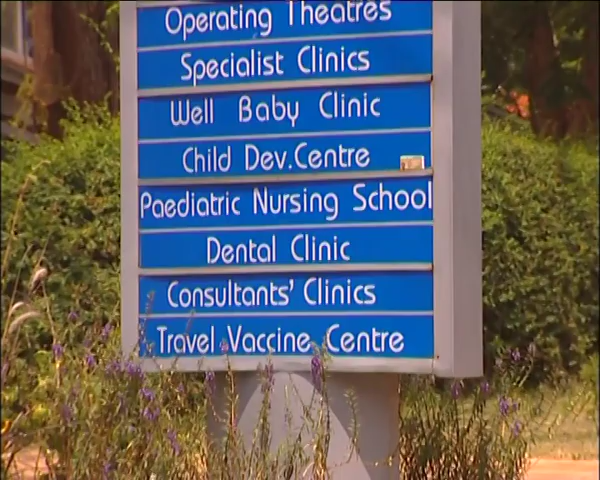 Operating Theatres
Specialist Clinics
Well Baby Clinic
Child Dev.Centre
Paediatric Nursing School
Dental Clinic
Consultants' Clinics
Travel Vaccine Centre